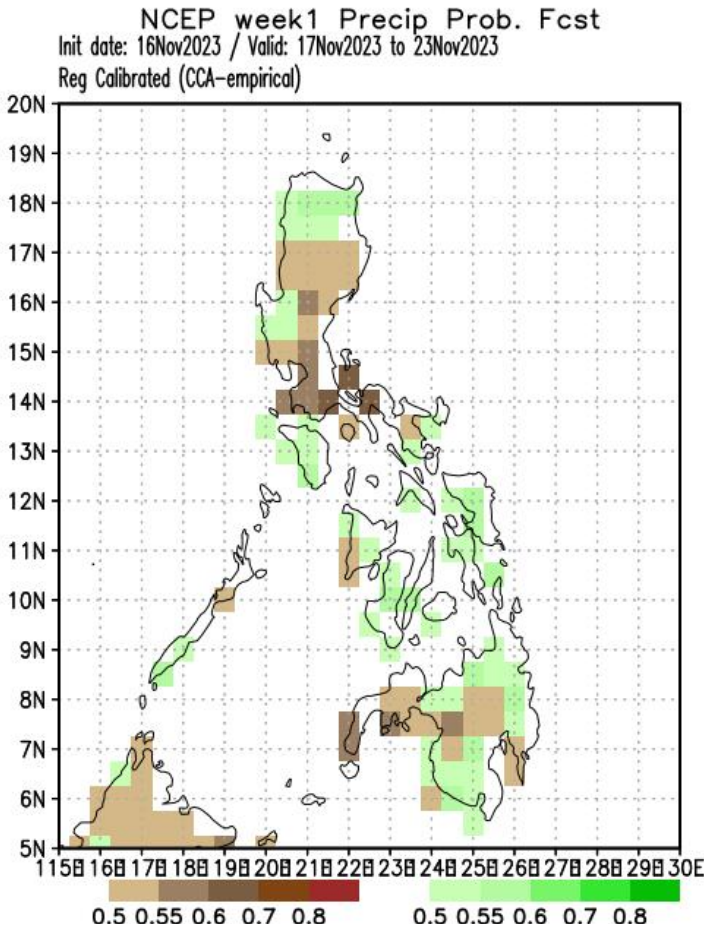 NCEP week1 Precip Prob. Fcst
Init date: 16Nov2023 / Valid: 17Nov2023 to 23Nov2023
Reg Calibrated (CCA-empirical)
20N
19N
18N
17N
16N
15N
14N
13N
12N
11N
10N
9N
8N
7N
6N
5N
115E 116E 117E 118E 119E 120E 121E 122E 123E 124E 125E 126E 127E 128E 129E 130E
0.5 0.55 0.6 0.7 0.8 0.5 0.55 0.6 0.7 0.8